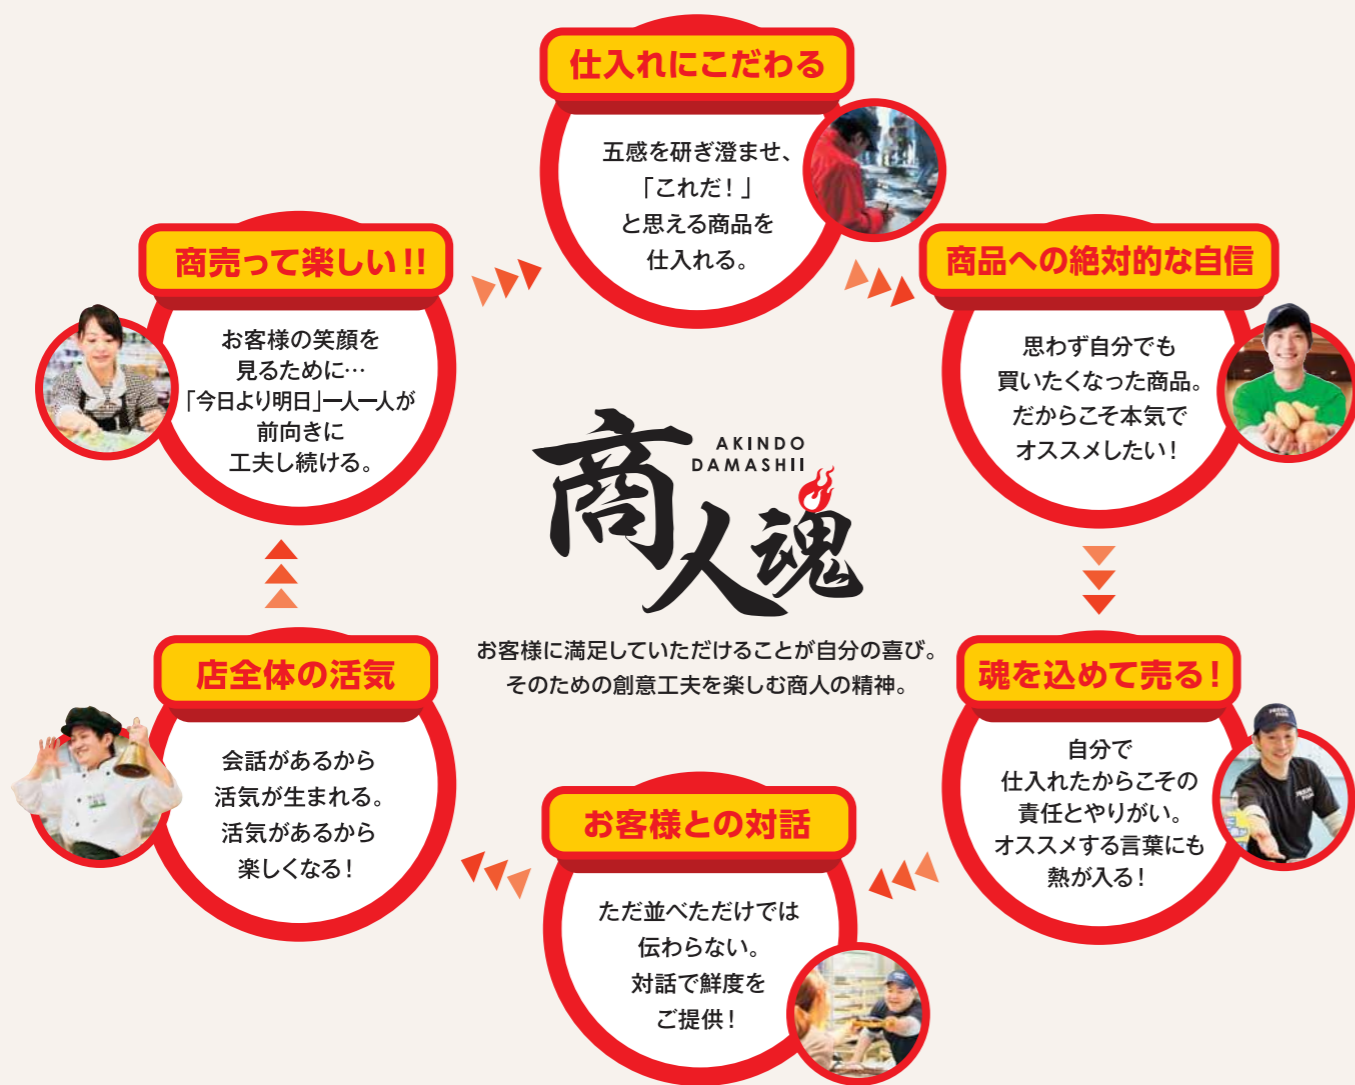 仕入れにこだわる
五感を研ぎ澄ませ、
「これだ！」
と思える商品を
仕入れる。
商品への絶対的な自信
思わず自分でも
買いたくなった商品。
だからこそ本気で
オススメしたい！
魂を込めて売る！
自分で
仕入れたからこその
責任とやりがい。
オススメする言葉にも
熱が入る！
お客様との対話
ただ並べただけでは
伝わらない。
対話で鮮度を
ご提供！
店全体の活気
会話があるから
活気が生まれる。
活気があるから
楽しくなる！
商売って楽しい!!
お客様の笑顔を
見るために…
「今日より明日」一人一人が
前向きに
工夫し続ける。
商人魂
AKINDO
DAMASHII
お客様に満足していただけることが自分の喜び。
そのための創意工夫を楽しむ商人の精神。